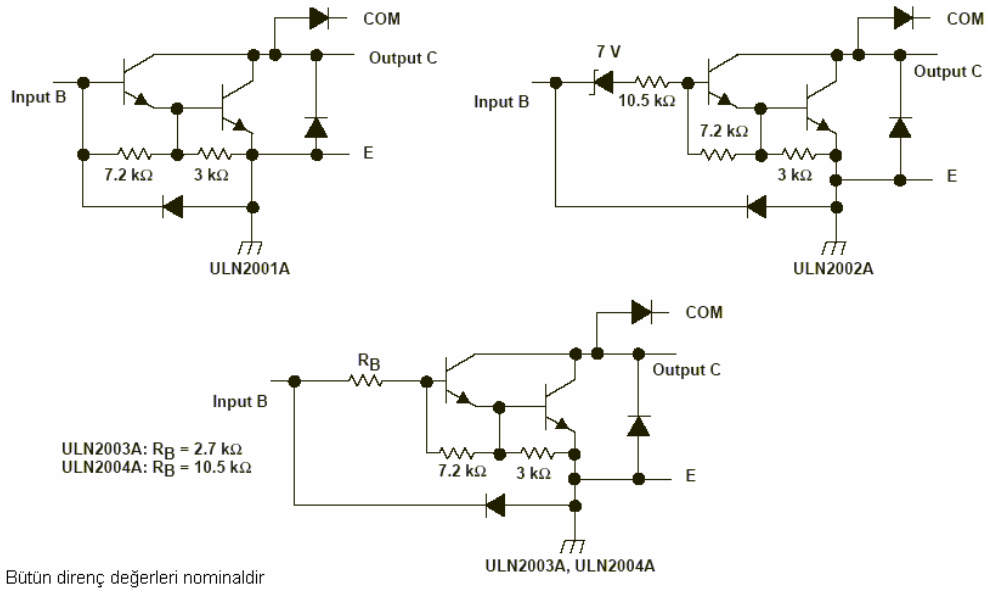 COM
Output C
Input B
7.2 kΩ
3 kΩ
E
ULN2001A
COM
7 V
Output C
Input B
10.5 kΩ
7.2 kΩ
3 kΩ
E
ULN2002A
COM
RB
Output C
Input B
ULN2003A: RB = 2.7 kΩ
ULN2004A: RB = 10.5 kΩ
7.2 kΩ
3 kΩ
E
ULN2003A, ULN2004A
Bütün direnç değerleri nominaldir